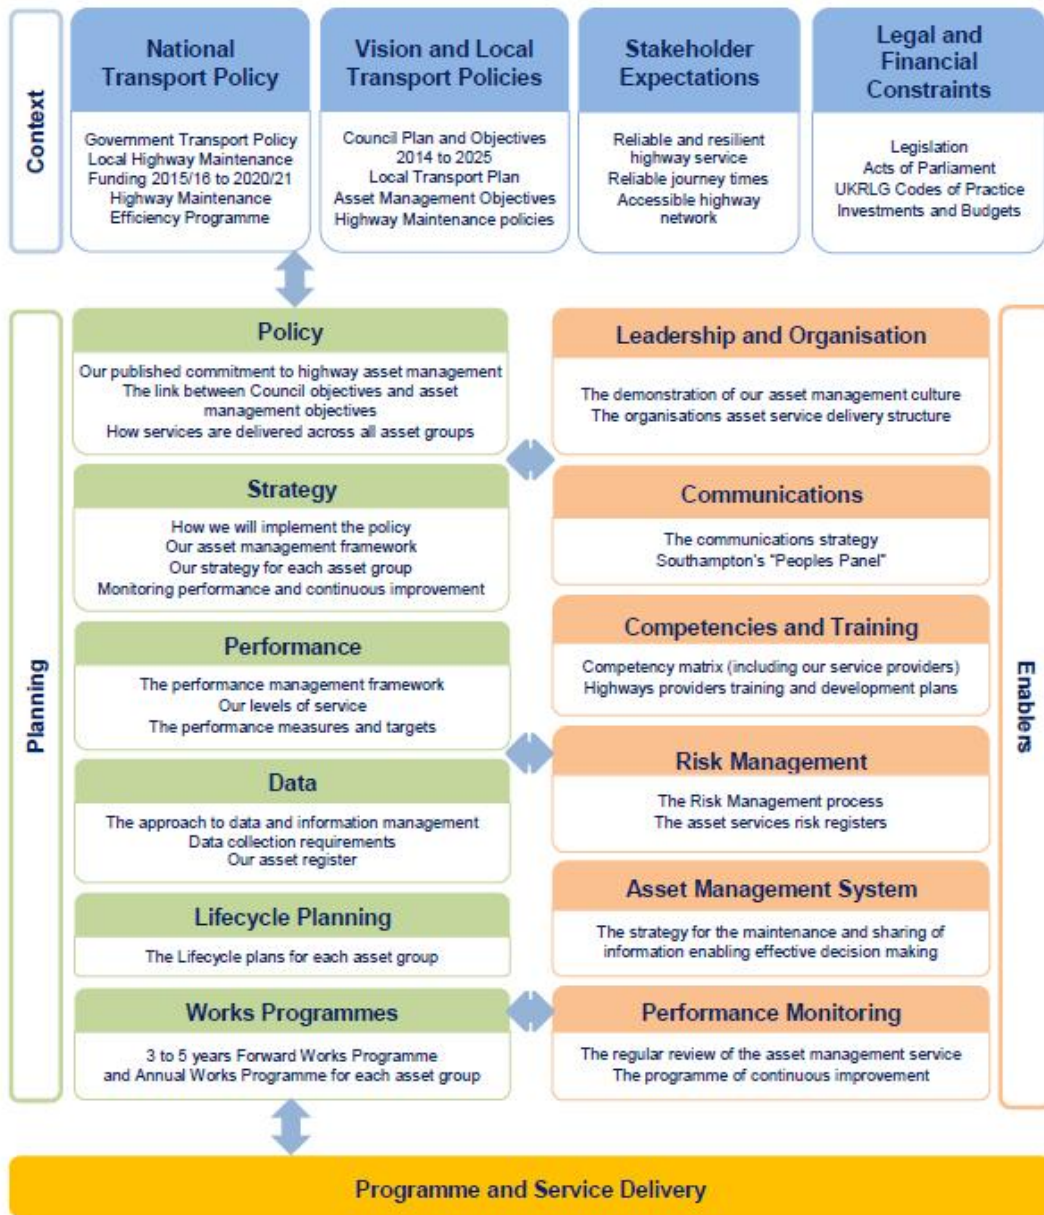 Context
National
Transport Policy
Government Transport Policy
Local Highway Maintenance
Funding 2015/16 to 2020/21
Highway Maintenance
Efficiency Programme
Vision and Local
Transport Policies
Council Plan and Objectives
2014 to 2025
Local Transport Plan
Asset Management Objectives
Highway Maintenance policies
Stakeholder
Expectations
Reliable and resilient
highway service
Reliable journey times
Accessible highway
network
Legal and
Financial
Constraints
Legislation
Acts of Parliament
UKRLG Codes of Practice
Investments and Budgets
Planning
Policy
Our published commitment to highway asset management
The link between Council objectives and asset
management objectives
How services are delivered across all asset groups
Strategy
How we will implement the policy
Our asset management framework
Our strategy for each asset group
Monitoring performance and continuous improvement
Performance
The performance management framework
Our levels of service
The performance measures and targets
Data
The approach to data and information management
Data collection requirements
Our asset register
Lifecycle Planning
The Lifecycle plans for each asset group
Works Programmes
3 to 5 years Forward Works Programme
and Annual Works Programme for each asset group
Enablers
Leadership and Organisation
The demonstration of our asset management culture
The organisations asset service delivery structure
Communications
The communications strategy
Southampton's "Peoples Panel"
Competencies and Training
Competency matrix (including our service providers)
Highways providers training and development plans
Risk Management
The Risk Management process
The asset services risk registers
Asset Management System
The strategy for the maintenance and sharing of
information enabling effective decision making
Performance Monitoring
The regular review of the asset management service
The programme of continuous improvement
Programme and Service Delivery